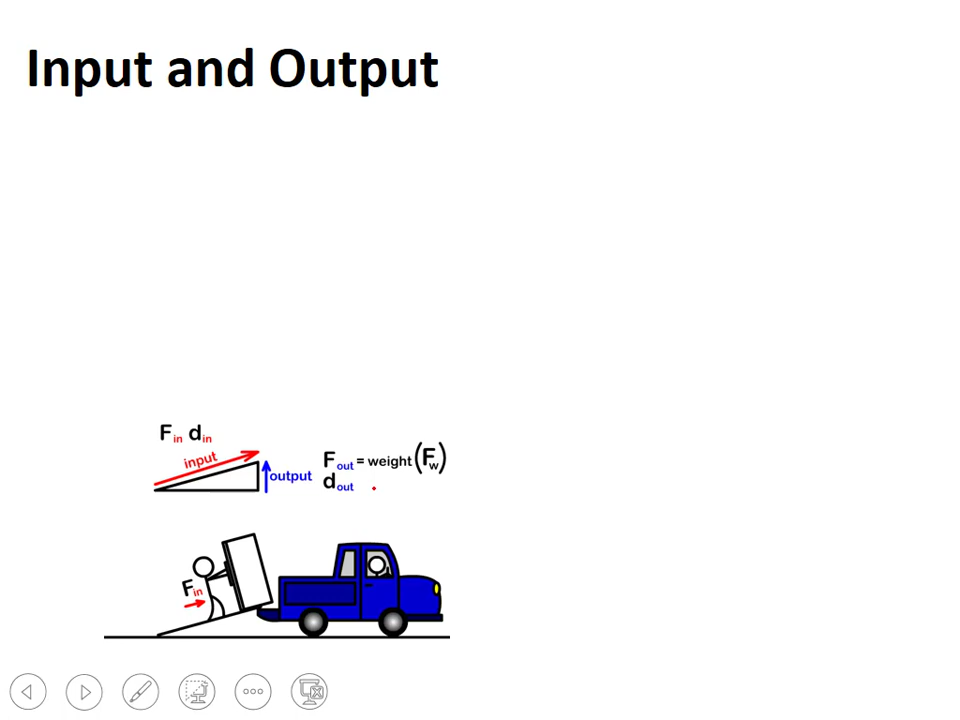 Input and Output
Fin din
input
output
Fout = weight (Fw)
dout
Fin